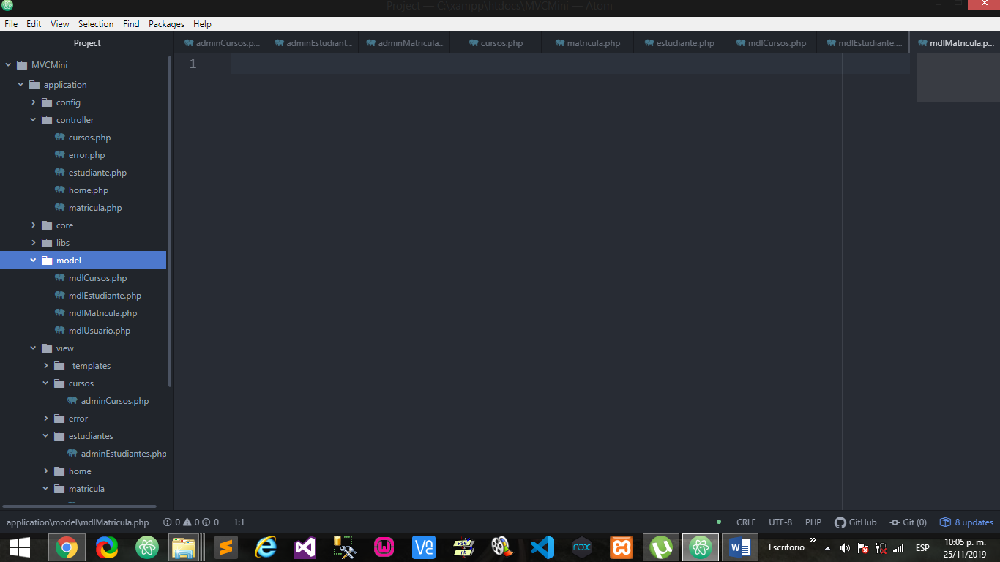 Project — C:\xampp\htdocs\MVCMini — Atom
File Edit View Selection Find Packages Help
Project
adminCursos.p... adminEstudiant... adminMatricula... cursos.php matricula.php estudiante.php mdlCursos.php mdlEstudiante.... mdlMatricula.p...
1
MVCMini
application
config
controller
cursos.php
error.php
estudiante.php
home.php
matricula.php
core
libs
model
mdlCursos.php
mdlEstudiante.php
mdlMatricula.php
mdlUsuario.php
view
_templates
cursos
adminCursos.php
error
estudiantes
adminEstudiantes.php
home
matricula
application\model\mdlMatricula.php 0 0 0 1:1 CRLF UTF-8 PHP GitHub Git (0) 8 updates
Escritorio » ESP 10:05 p. m.
25/11/2019